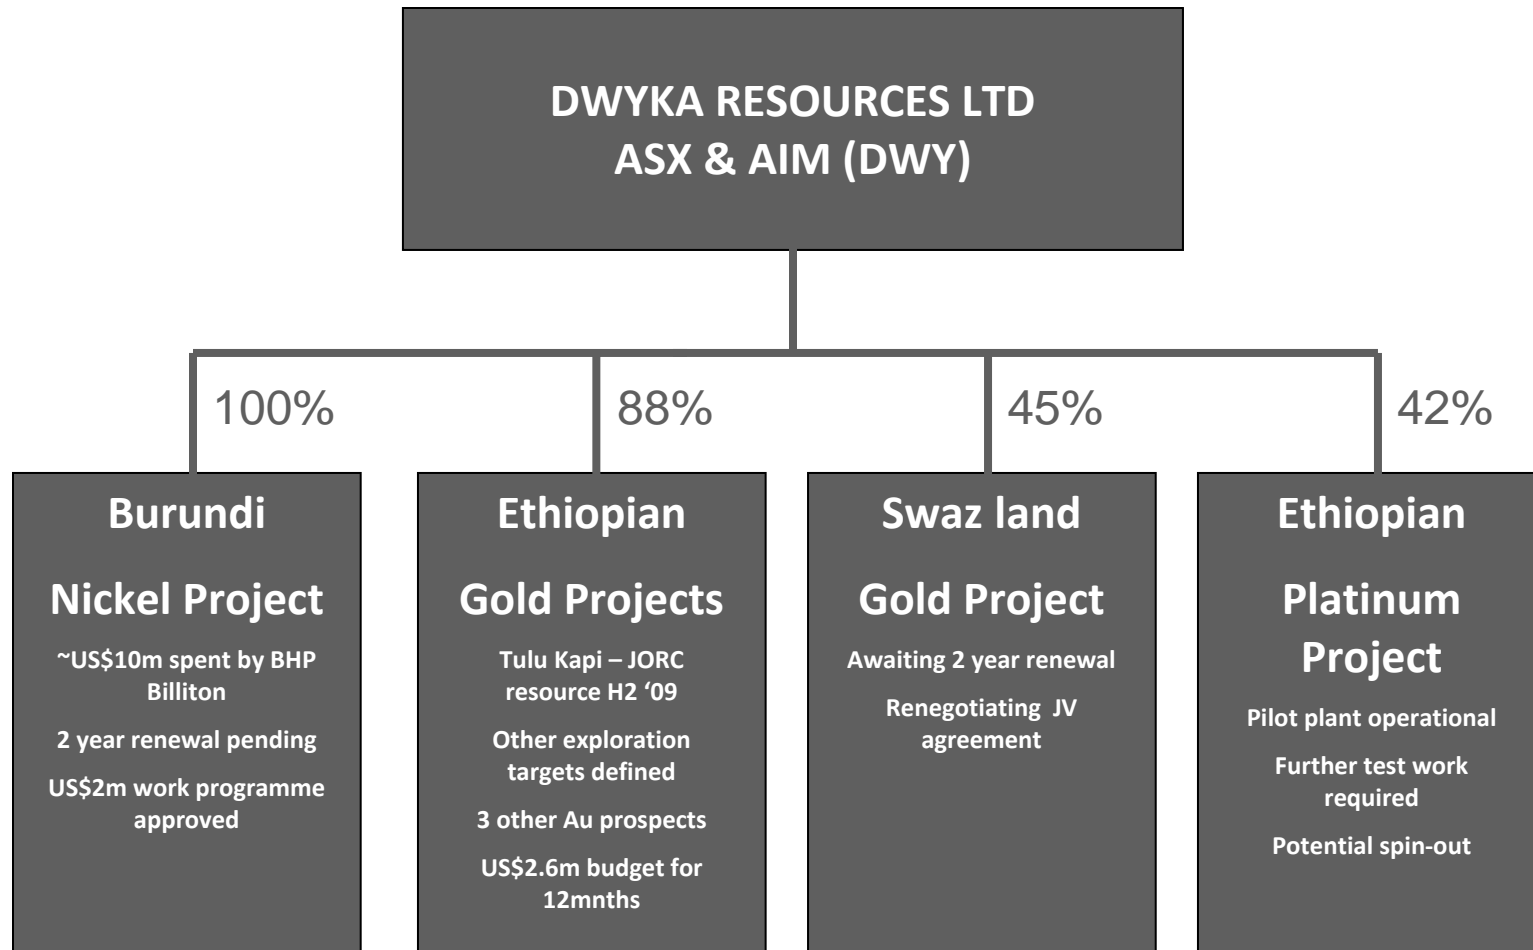 DWYKA RESOURCES LTD
ASX & AIM (DWY)
100%
88%
45%
42%
Burundi
Nickel Project
~US$10m spent by BHP
Billiton
2 year renewal pending
US$2m work programme
approved
Ethiopian
Gold Projects
Tulu Kapi – JORC
resource H2 ‘09
Other exploration
targets defined
3 other Au prospects
US$2.6m budget for
12mnths
Swaz land
Gold Project
Awaiting 2 year renewal
Renegotiating JV
agreement
Ethiopian
Platinum
Project
Pilot plant operational
Further test work
required
Potential spin-out